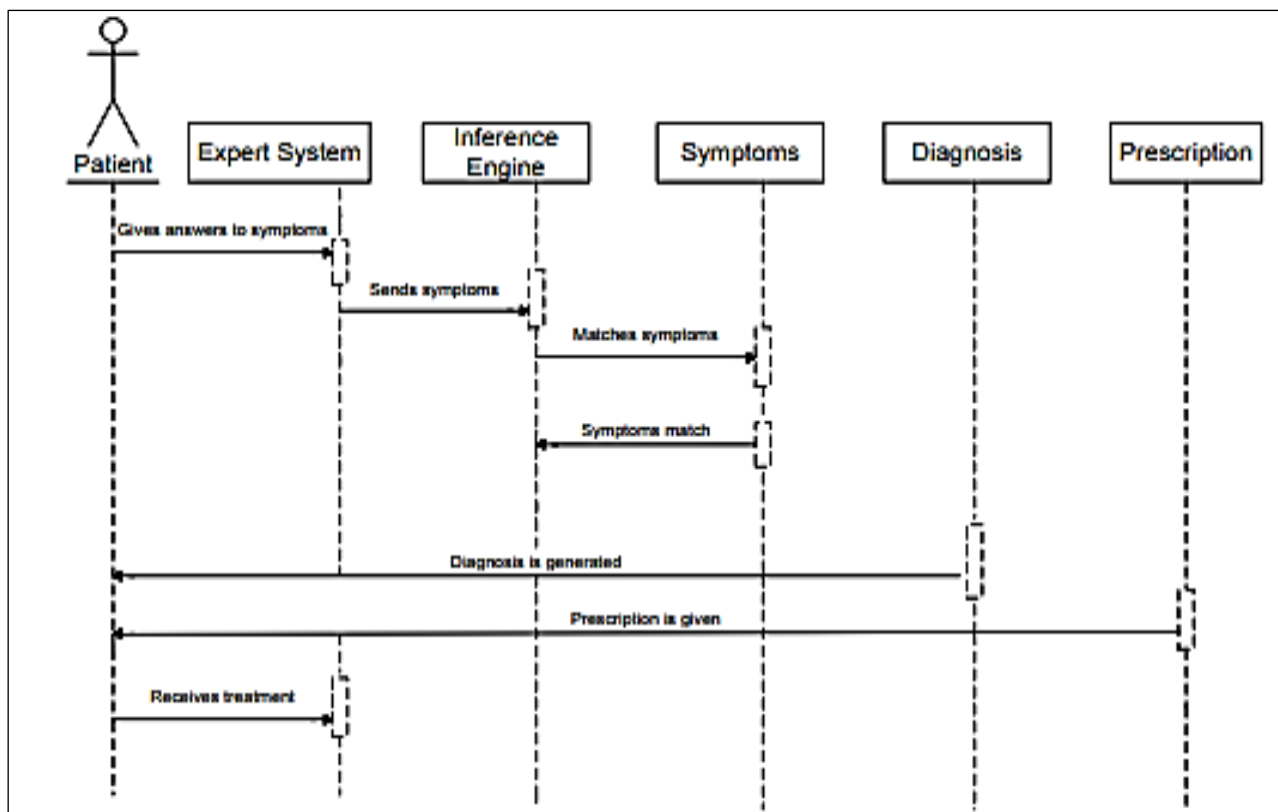 Patient
Expert System
Inference
Engine
Symptoms
Diagnosis
Prescription
Gives answers to symptoms
Sends symptoms
Matches symptoms
Symptoms match
Diagnosis is generated
Prescription is given
Receives treatment